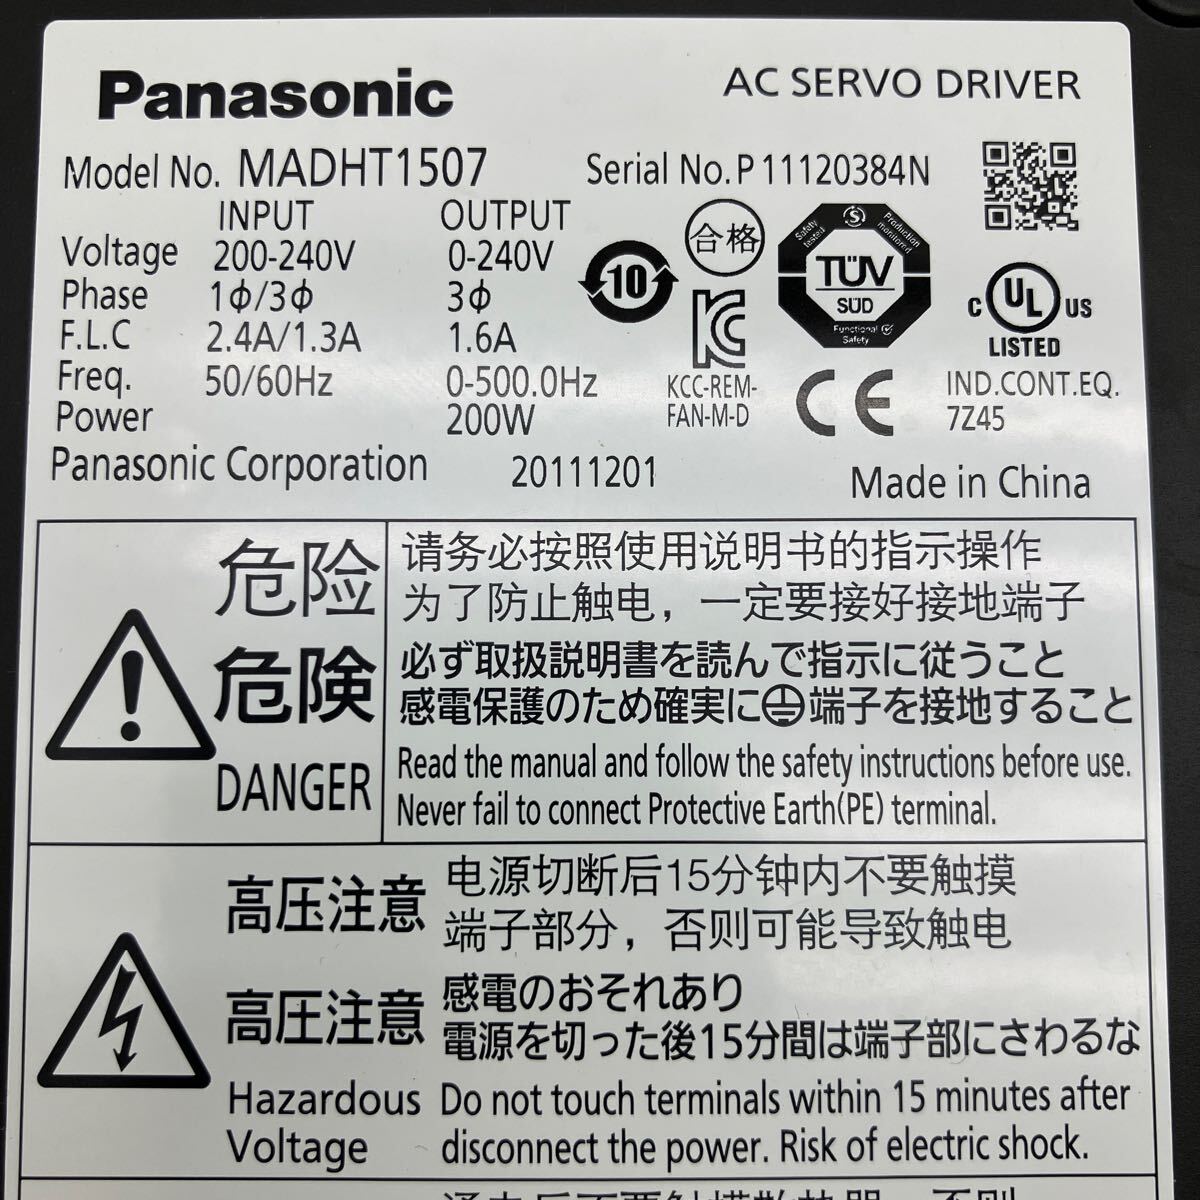 Panasonic
AC SERVO DRIVER
Model No. MADHT1507
Serial No. P11120384N
INPUT OUTPUT
Voltage 200-240V 0-240V
Phase 1Φ/3Φ 3Φ
F.L.C 2.4A/1.3A 1.6A
Freq. 50/60Hz 0-500.0Hz
Power 200W
合格
10
KCC-REM-
FAN-M-D
Safety tested
S
Production monitored
TÜV
SÜD
Functional
Safety
CE
C UL US
LISTED
IND.CONT.EQ.
7Z45
Panasonic Corporation 20111201 Made in China
危险
危険
DANGER
请务必按照使用说明书的指示操作
为了防止触电，一定要接好接地端子
必ず取扱説明書を読んで指示に従うこと
感電保護のため確実に⏚端子を接地すること
Read the manual and follow the safety instructions before use.
Never fail to connect Protective Earth(PE) terminal.
高压注意
高圧注意
Hazardous
Voltage
电源切断后15分钟内不要触摸
端子部分，否则可能导致触电
感電のおそれあり
電源を切った後15分間は端子部にさわるな
Do not touch terminals within 15 minutes after
disconnect the power. Risk of electric shock.